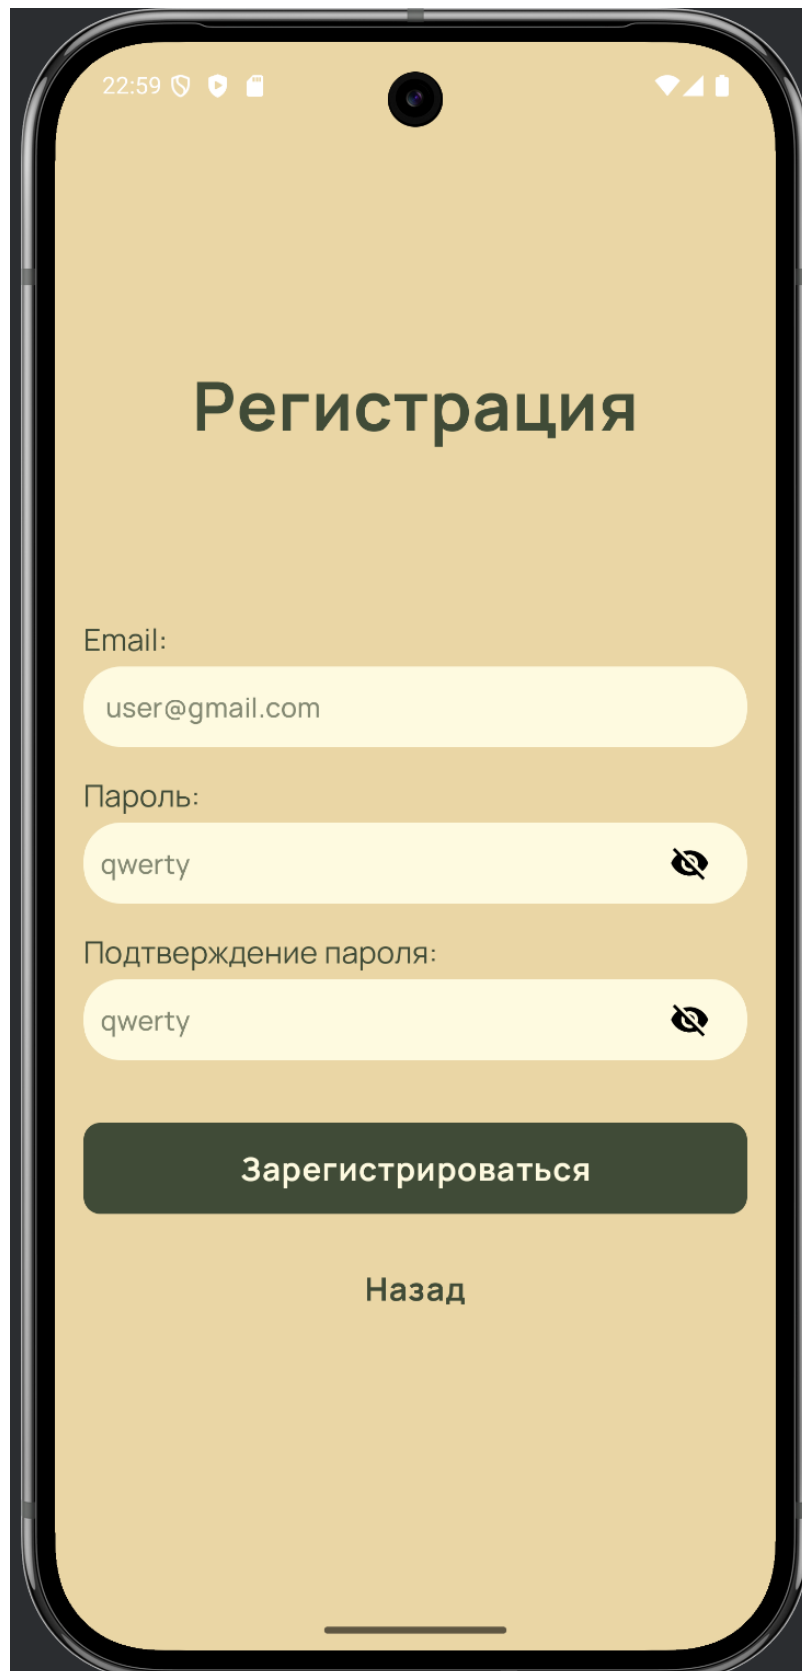 22:59
Регистрация
Email:
user@gmail.com
Пароль:
qwerty
Подтверждение пароля:
qwerty
Зарегистрироваться
Назад